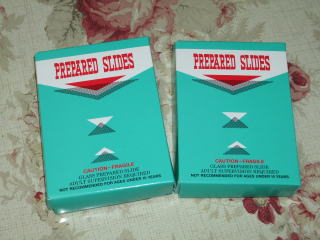 PREPARED SLIDES
CAUTION-FRAGILE
GLASS PREPARED SLIDE
ADULT SUPERVISION REQUIRED
NOT RECOMMENDED FOR AGES UNDER 10 YEARS
PREPARED SLIDES
CAUTION-FRAGILE
GLASS PREPARED SLIDE
ADULT SUPERVISION REQUIRED
NOT RECOMMENDED FOR AGES UNDER 10 YEARS